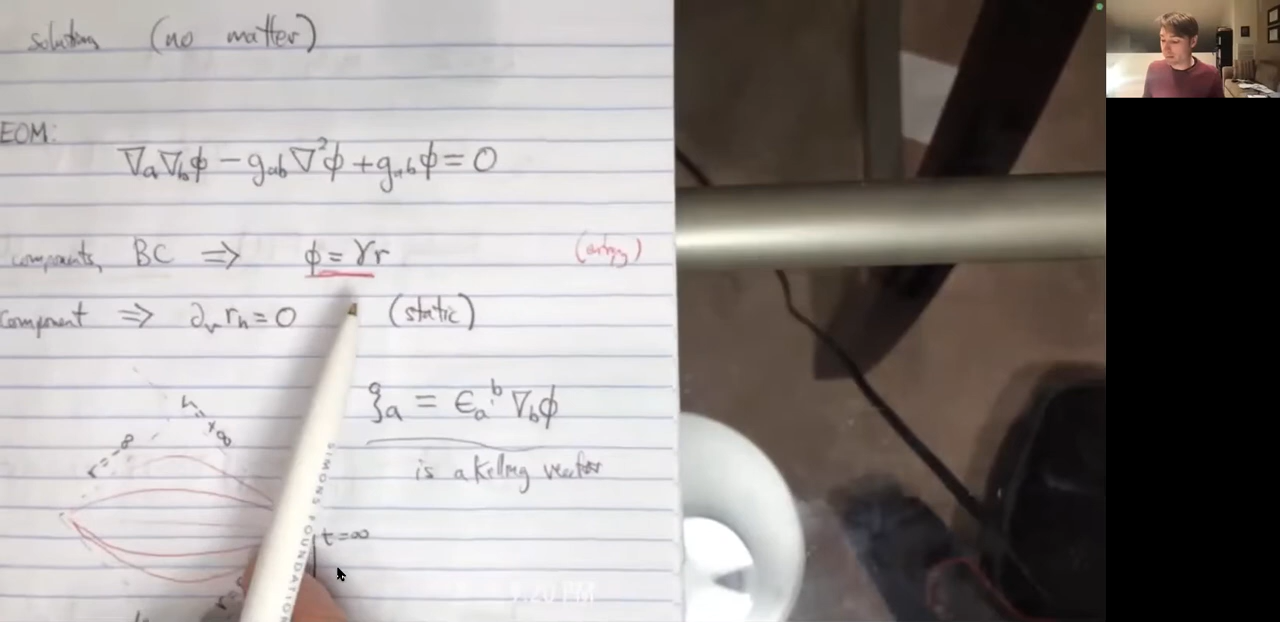 solution (no matter)
EOM:
∇a∇bφ − gab∇²φ + gabφ = 0
components, BC ⇒ φ = γr
component ⇒ ∂v rh = 0 (static)
ξa = ϵa^b ∇bφ
is a Killing vector
r = −∞
t = ∞
SIMONS FOUNDATION